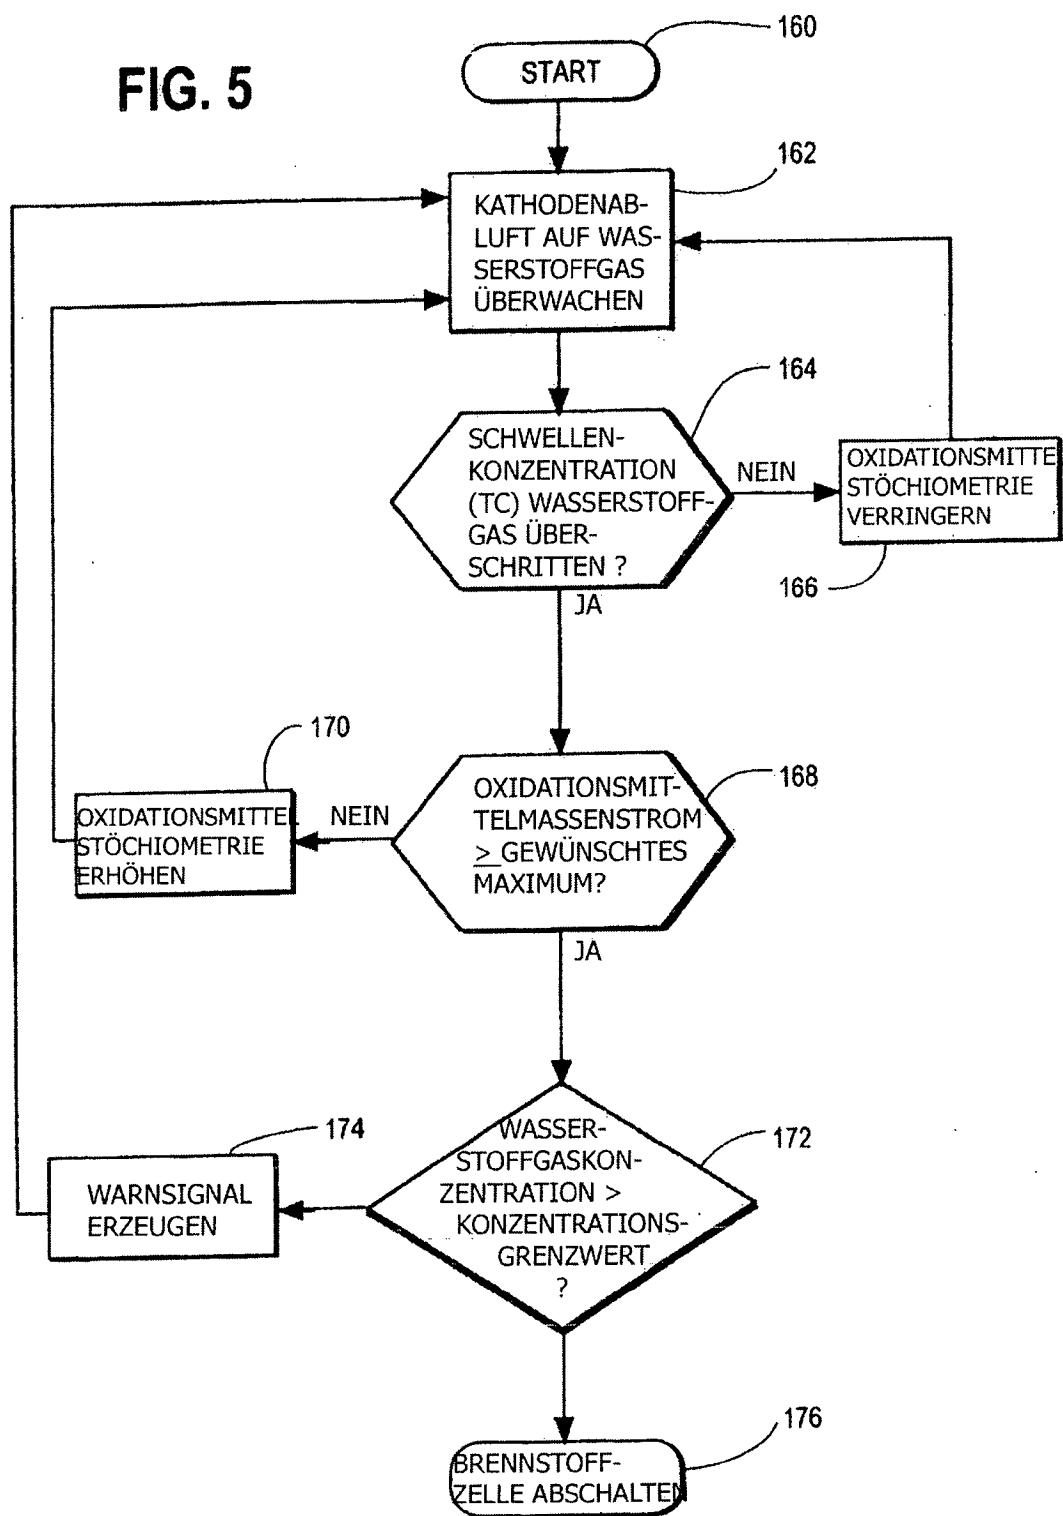 FIG. 5
160
START
162
KATHODENAB-
LUFT AUF WAS-
SERSTOFFGAS
ÜBERWACHEN
164
SCHWELLEN-
KONZENTRATION
(TC) WASSERSTOFF-
GAS ÜBER-
SCHRITTEN ?
NEIN
OXIDATIONSMITTE
STÖCHIOMETRIE
VERRINGERN
166
JA
170
OXIDATIONSMITTEL
STÖCHIOMETRIE
ERHÖHEN
NEIN
168
OXIDATIONSMIT-
TELMASSENSTROM
≥ GEWÜNSCHTES
MAXIMUM?
JA
174
WARNSIGNAL
ERZEUGEN
172
WASSER-
STOFFGASKON-
ZENTRATION >
KONZENTRATIONS-
GRENZWERT
?
176
BRENNSTOFF-
ZELLE ABSCHALTEN